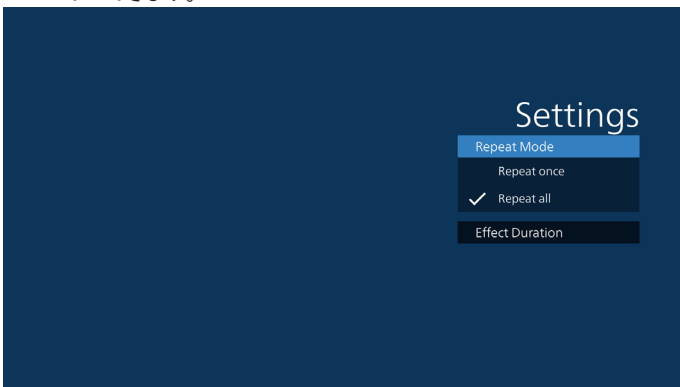 Settings
Repeat Mode
Repeat once
Repeat all
Effect Duration